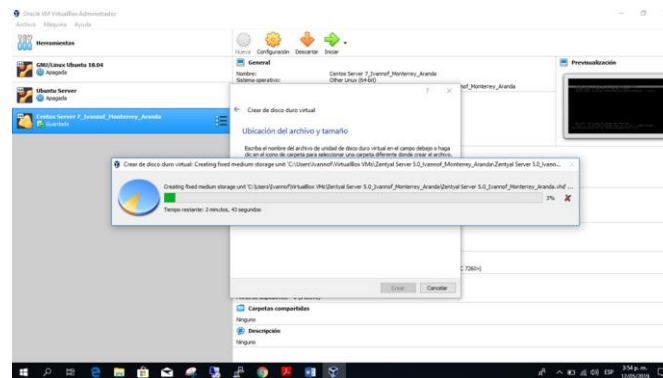 Oracle VM VirtualBox Administrador
Archivo Máquina Ayuda
Herramientas
Nueva Configuración Descartar Iniciar
GNU/Linux Ubuntu 18.04
Apagada
Ubuntu Server
Apagada
Centos Server 7_Ivannof_Monterrey_Aranda
Guardada
General
Previsualización
Nombre: Centos Server 7_Ivannof_Monterrey_Aranda
Sistema operativo: Other Linux (64-bit)
nof_Monterrey_Aranda
Crear de disco duro virtual
Ubicación del archivo y tamaño
Escriba el nombre del archivo de unidad de disco duro virtual en el campo debajo o haga
clic en el icono de carpeta para seleccionar una carpeta diferente donde crear el archivo.
Crear de disco duro virtual: Creating fixed medium storage unit 'C:\Users\ivannof\VirtualBox VMs\Zentyal Server 5.0_Ivannof_Monterrey_Aranda\Zentyal Server 5.0_Ivann...
Creating fixed medium storage unit 'C:\Users\ivannof\VirtualBox VMs\Zentyal Server 5.0_Ivannof_Monterrey_Aranda\Zentyal Server 5.0_Ivannof_Monterrey_Aranda.vhd' ...
3%
Tiempo restante: 2 minutos, 43 segundos
7260+)
Crear Cancelar
Carpetas compartidas
Ninguno
Descripción
Ninguno
ESP
3:54 p. m.
12/05/2019